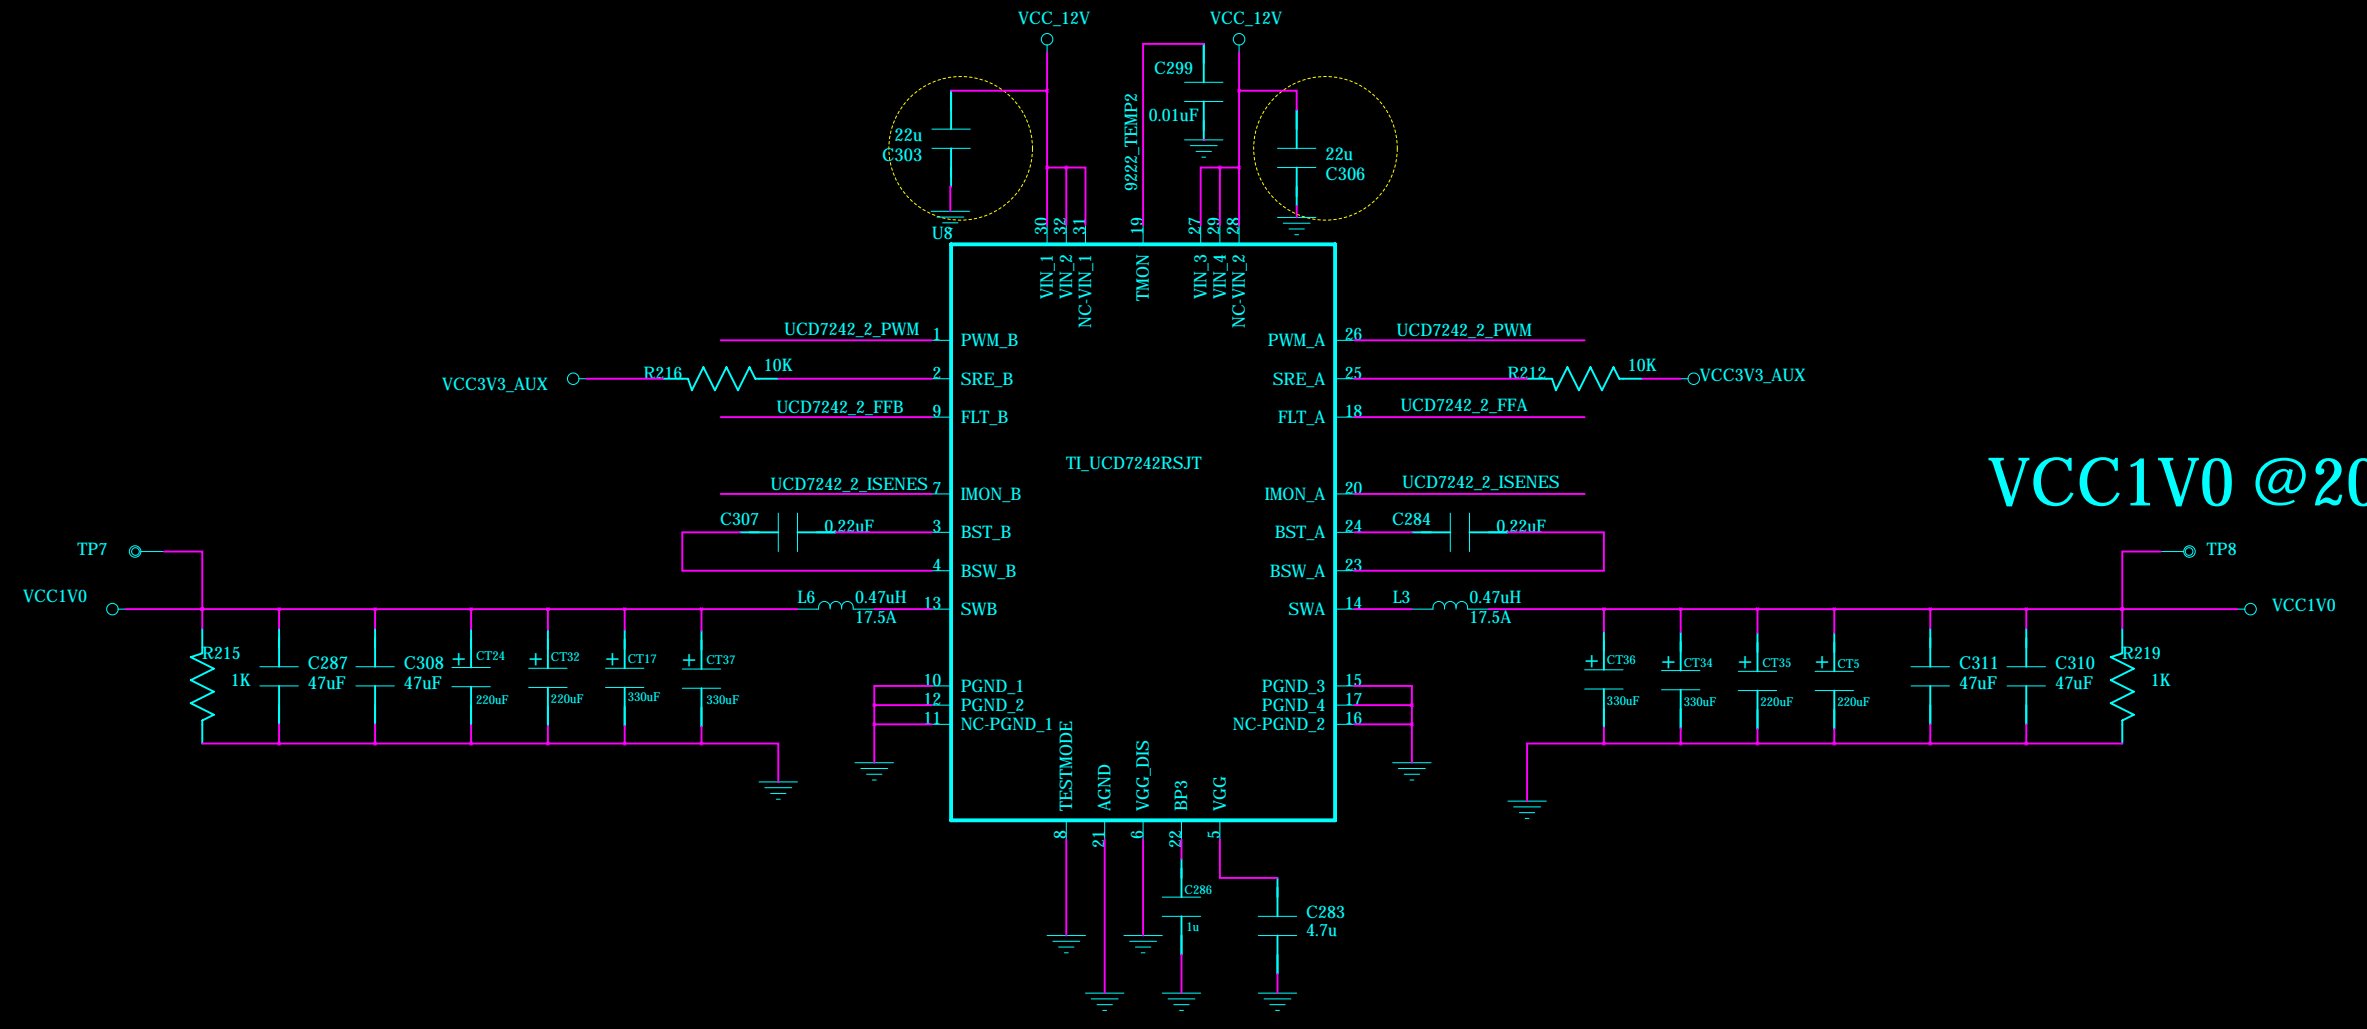 VCC_12V
VCC_12V
C299
0.01uF
9222_TEMP2
22u
C303
22u
C306
U8
30
32
31
19
27
29
28
VIN_1
VIN_2
NC-VIN_1
TMON
VIN_3
VIN_4
NC-VIN_2
UCD7242_2_PWM
1
PWM_B
PWM_A
26
UCD7242_2_PWM
VCC3V3_AUX
R216
10K
2
SRE_B
SRE_A
25
R212
10K
VCC3V3_AUX
UCD7242_2_FFB
9
FLT_B
FLT_A
18
UCD7242_2_FFA
TI_UCD7242RSJT
VCC1V0 @20
UCD7242_2_ISENES
7
IMON_B
IMON_A
20
UCD7242_2_ISENES
C307
0.22uF
3
BST_B
BST_A
24
C284
0.22uF
TP7
4
BSW_B
BSW_A
23
TP8
VCC1V0
L6
0.47uH
17.5A
13
SWB
SWA
14
L3
0.47uH
17.5A
VCC1V0
R215
1K
C287
47uF
C308
47uF
+
CT24
220uF
+
CT32
220uF
+
CT17
330uF
+
CT37
330uF
+
CT36
330uF
+
CT34
330uF
+
CT35
220uF
+
CT5
220uF
C311
47uF
C310
47uF
R219
1K
10
PGND_1
PGND_3
15
12
PGND_2
PGND_4
17
11
NC-PGND_1
NC-PGND_2
16
TESTMODE
AGND
VGG_DIS
BP3
VGG
8
21
6
22
5
C286
1u
C283
4.7u